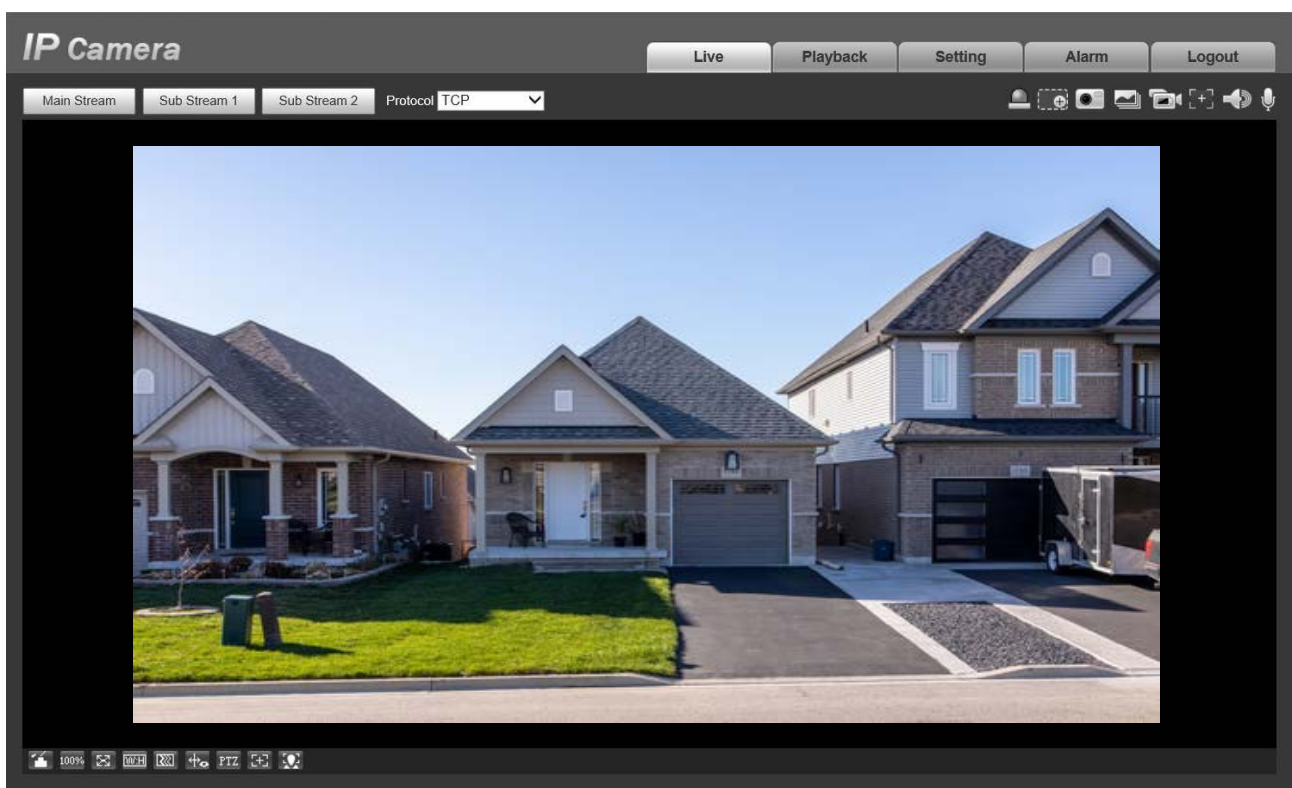 IP Camera
Live Playback Setting Alarm Logout
Main Stream Sub Stream 1 Sub Stream 2 Protocol TCP
100% W:H PTZ